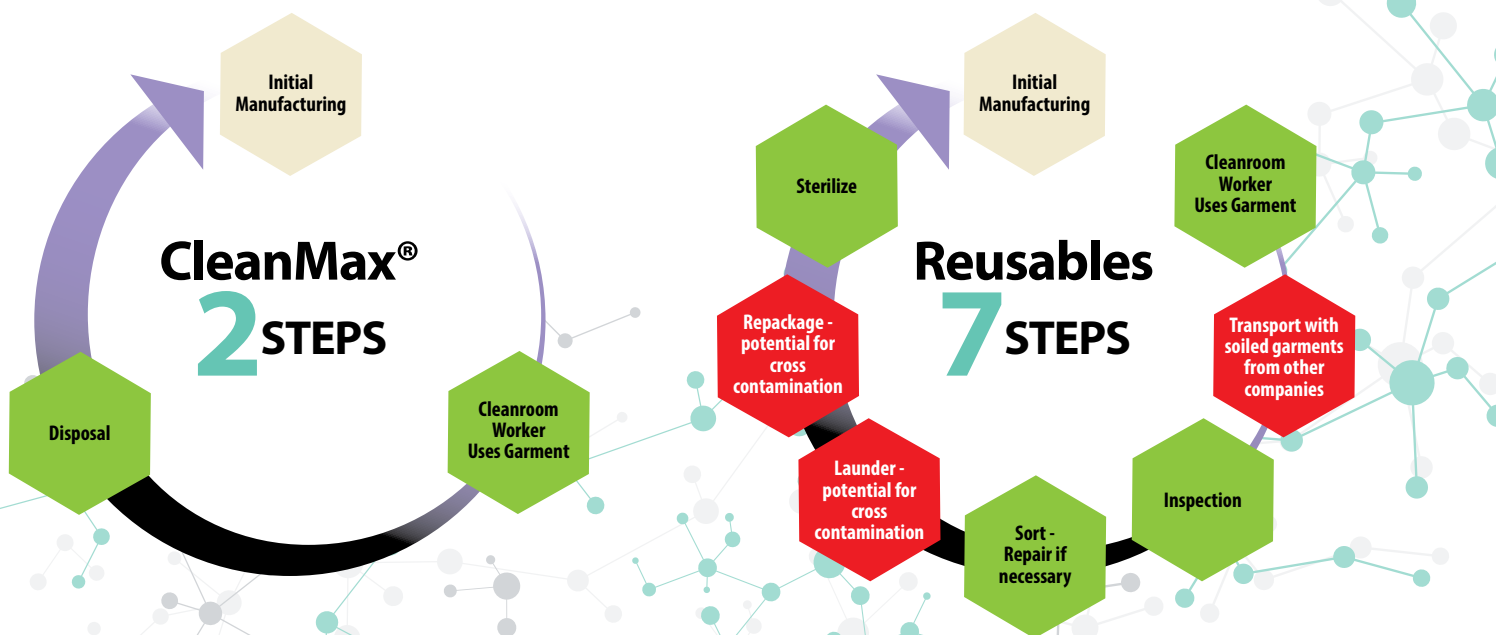 Initial
Manufacturing
CleanMax®
2 STEPS
Cleanroom
Worker
Uses Garment
Disposal
Initial
Manufacturing
Reusables
7 STEPS
Cleanroom
Worker
Uses Garment
Transport with
soiled garments
from other
companies
Inspection
Sort -
Repair if
necessary
Launder -
potential for
cross
contamination
Repackage -
potential for
cross
contamination
Sterilize